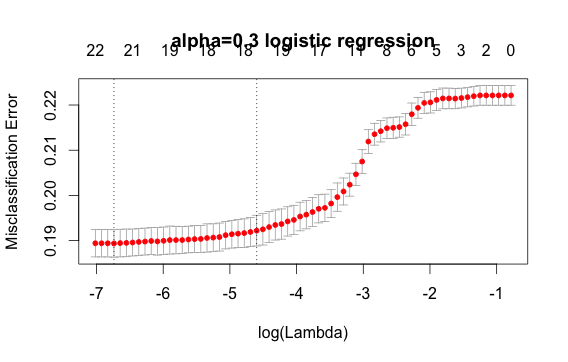 alpha=0.3 logistic regression
22 21 19 18 18 19 17 11 8 6 5 3 2 0
Misclassification Error
0.22
0.21
0.20
0.19
-7 -6 -5 -4 -3 -2 -1
log(Lambda)